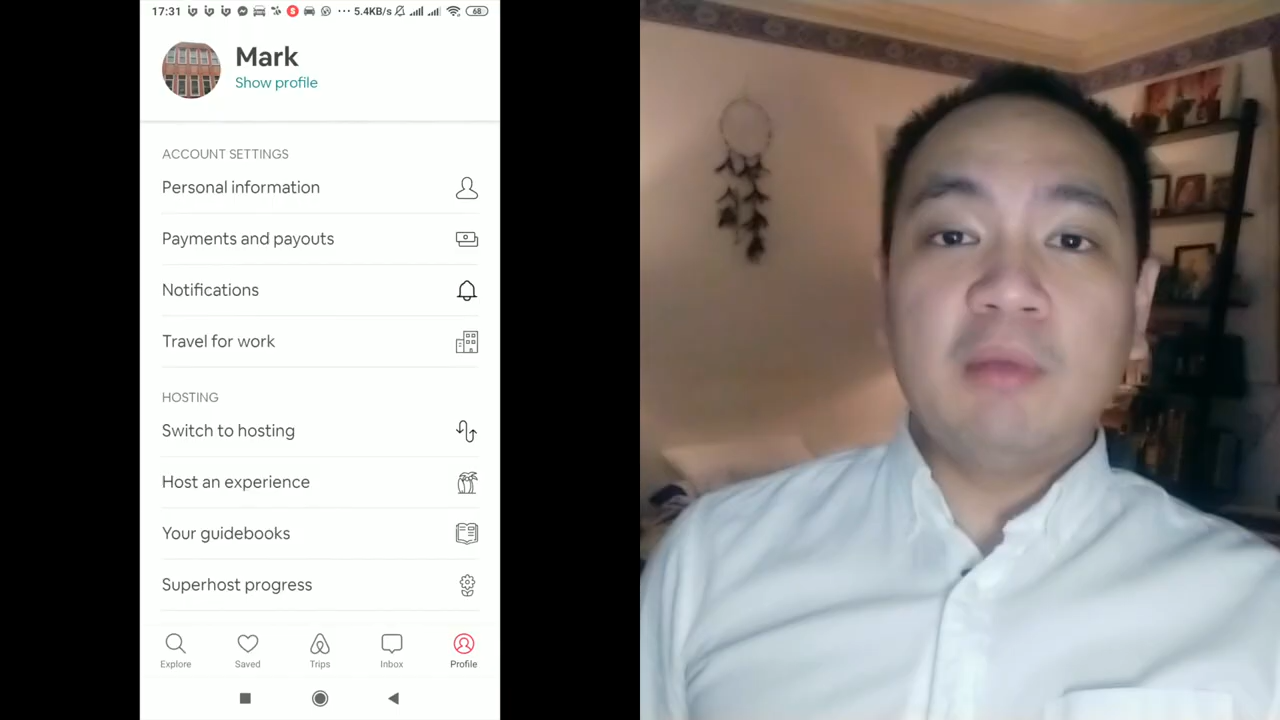 17:31 ... 5.4KB/s 68
Mark
Show profile
ACCOUNT SETTINGS
Personal information
Payments and payouts
Notifications
Travel for work
HOSTING
Switch to hosting
Host an experience
Your guidebooks
Superhost progress
Explore Saved Trips Inbox Profile